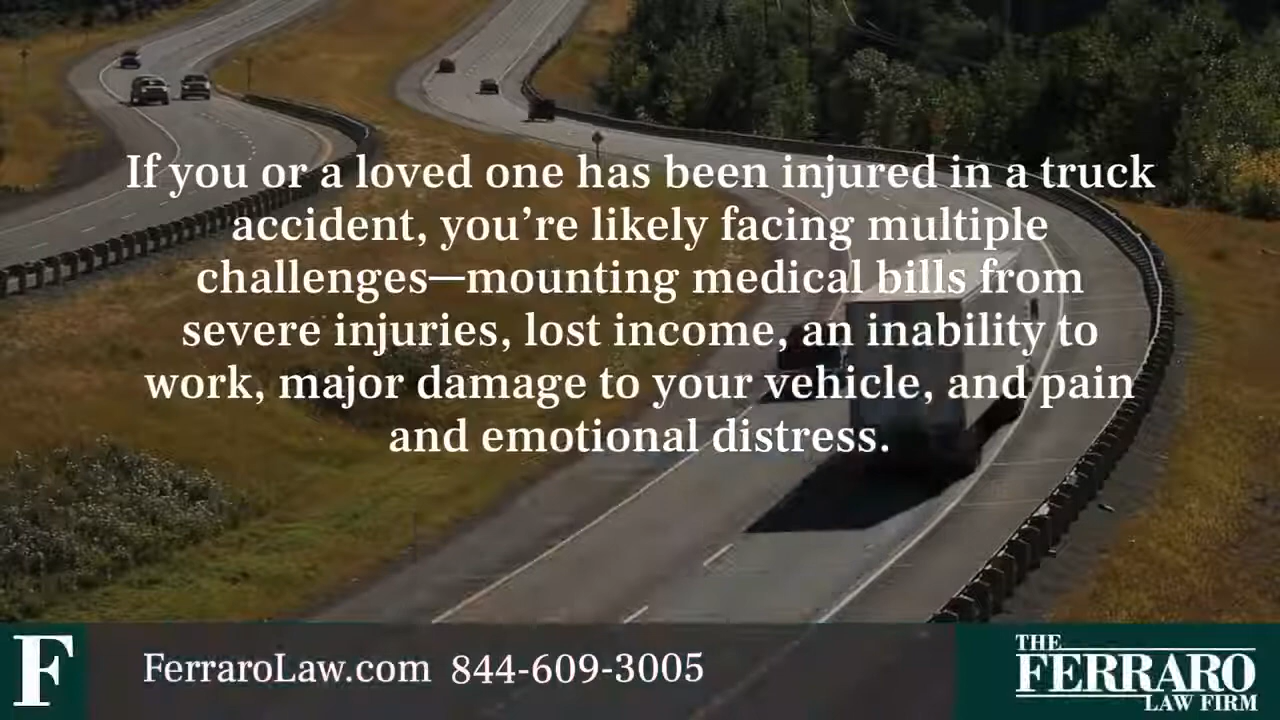 If you or a loved one has been injured in a truck
accident, you’re likely facing multiple
challenges—mounting medical bills from
severe injuries, lost income, an inability to
work, major damage to your vehicle, and pain
and emotional distress.
F
FerraroLaw.com 844-609-3005
THE
FERRARO
LAW FIRM